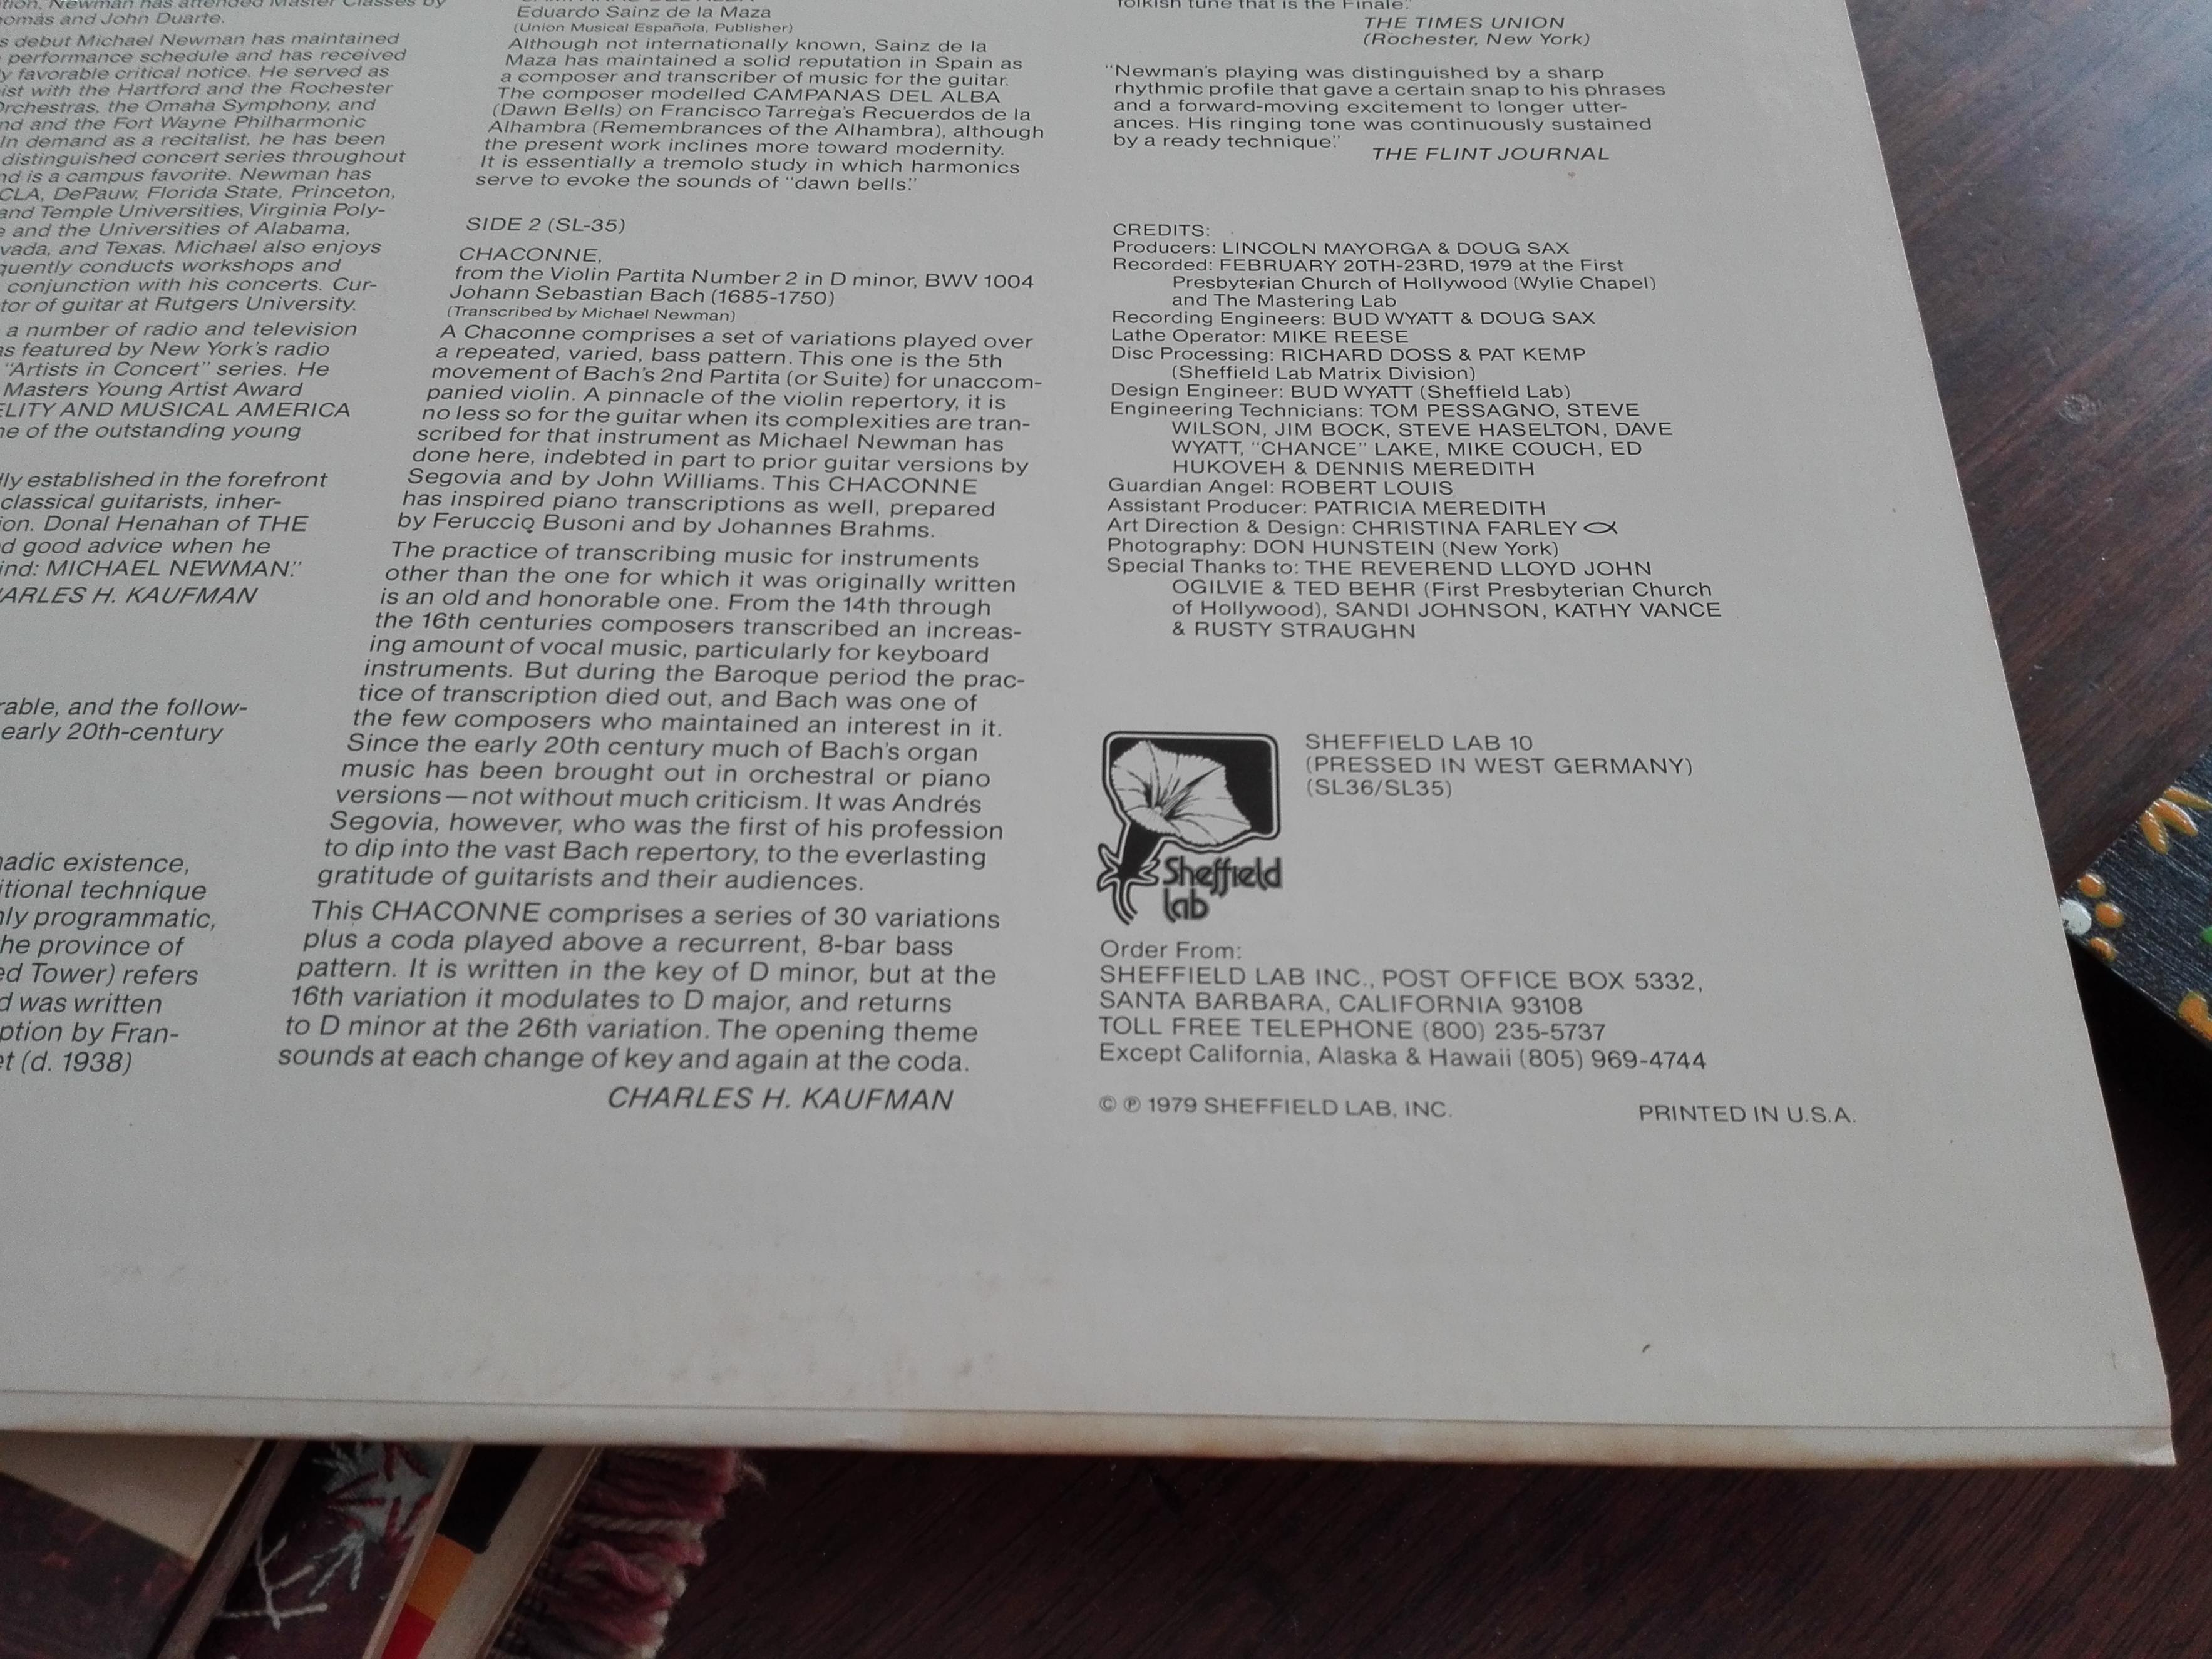 tion, Newman has attended Master Classes by
omás and John Duarte.
s debut Michael Newman has maintained
performance schedule and has received
y favorable critical notice. He served as
ist with the Hartford and the Rochester
Orchestras, the Omaha Symphony, and
nd and the Fort Wayne Philharmonic
In demand as a recitalist, he has been
distinguished concert series throughout
nd is a campus favorite. Newman has
CLA, DePauw, Florida State, Princeton,
and Temple Universities, Virginia Poly-
e and the Universities of Alabama,
vada, and Texas. Michael also enjoys
quently conducts workshops and
conjunction with his concerts. Cur-
tor of guitar at Rutgers University.
a number of radio and television
as featured by New York's radio
"Artists in Concert" series. He
Masters Young Artist Award
ELITY AND MUSICAL AMERICA
ne of the outstanding young
lly established in the forefront
classical guitarists, inher-
ion. Donal Henahan of THE
d good advice when he
ind: MICHAEL NEWMAN."
HARLES H. KAUFMAN
rable, and the follow-
early 20th-century
nadic existence,
itional technique
ly programmatic,
he province of
ed Tower) refers
d was written
ption by Fran-
et (d. 1938)
Eduardo Sainz de la Maza
(Union Musical Española, Publisher)
Although not internationally known, Sainz de la
Maza has maintained a solid reputation in Spain as
a composer and transcriber of music for the guitar.
The composer modelled CAMPANAS DEL ALBA
(Dawn Bells) on Francisco Tarrega's Recuerdos de la
Alhambra (Remembrances of the Alhambra), although
the present work inclines more toward modernity.
It is essentially a tremolo study in which harmonics
serve to evoke the sounds of "dawn bells."
SIDE 2 (SL-35)
CHACONNE,
from the Violin Partita Number 2 in D minor, BWV 1004
Johann Sebastian Bach (1685-1750)
(Transcribed by Michael Newman)
A Chaconne comprises a set of variations played over
a repeated, varied, bass pattern. This one is the 5th
movement of Bach's 2nd Partita (or Suite) for unaccom-
panied violin. A pinnacle of the violin repertory, it is
no less so for the guitar when its complexities are tran-
scribed for that instrument as Michael Newman has
done here, indebted in part to prior guitar versions by
Segovia and by John Williams. This CHACONNE
has inspired piano transcriptions as well, prepared
by Feruccio Busoni and by Johannes Brahms.
The practice of transcribing music for instruments
other than the one for which it was originally written
is an old and honorable one. From the 14th through
the 16th centuries composers transcribed an increas-
ing amount of vocal music, particularly for keyboard
instruments. But during the Baroque period the prac-
tice of transcription died out, and Bach was one of
the few composers who maintained an interest in it.
Since the early 20th century much of Bach's organ
music has been brought out in orchestral or piano
versions—not without much criticism. It was Andrés
Segovia, however, who was the first of his profession
to dip into the vast Bach repertory, to the everlasting
gratitude of guitarists and their audiences.
This CHACONNE comprises a series of 30 variations
plus a coda played above a recurrent, 8-bar bass
pattern. It is written in the key of D minor, but at the
16th variation it modulates to D major, and returns
to D minor at the 26th variation. The opening theme
sounds at each change of key and again at the coda.
CHARLES H. KAUFMAN
folkish tune that is the Finale."
THE TIMES UNION
(Rochester, New York)
"Newman's playing was distinguished by a sharp
rhythmic profile that gave a certain snap to his phrases
and a forward-moving excitement to longer utter-
ances. His ringing tone was continuously sustained
by a ready technique."
THE FLINT JOURNAL
CREDITS:
Producers: LINCOLN MAYORGA & DOUG SAX
Recorded: FEBRUARY 20TH-23RD, 1979 at the First
Presbyterian Church of Hollywood (Wylie Chapel)
and The Mastering Lab
Recording Engineers: BUD WYATT & DOUG SAX
Lathe Operator: MIKE REESE
Disc Processing: RICHARD DOSS & PAT KEMP
(Sheffield Lab Matrix Division)
Design Engineer: BUD WYATT (Sheffield Lab)
Engineering Technicians: TOM PESSAGNO, STEVE
WILSON, JIM BOCK, STEVE HASELTON, DAVE
WYATT, "CHANCE" LAKE, MIKE COUCH, ED
HUKOVEH & DENNIS MEREDITH
Guardian Angel: ROBERT LOUIS
Assistant Producer: PATRICIA MEREDITH
Art Direction & Design: CHRISTINA FARLEY
Photography: DON HUNSTEIN (New York)
Special Thanks to: THE REVEREND LLOYD JOHN
OGILVIE & TED BEHR (First Presbyterian Church
of Hollywood), SANDI JOHNSON, KATHY VANCE
& RUSTY STRAUGHN
SHEFFIELD LAB 10
(PRESSED IN WEST GERMANY)
(SL36/SL35)
Sheffield
lab
Order From:
SHEFFIELD LAB INC., POST OFFICE BOX 5332,
SANTA BARBARA, CALIFORNIA 93108
TOLL FREE TELEPHONE (800) 235-5737
Except California, Alaska & Hawaii (805) 969-4744
© ℗ 1979 SHEFFIELD LAB, INC.
PRINTED IN U.S.A.